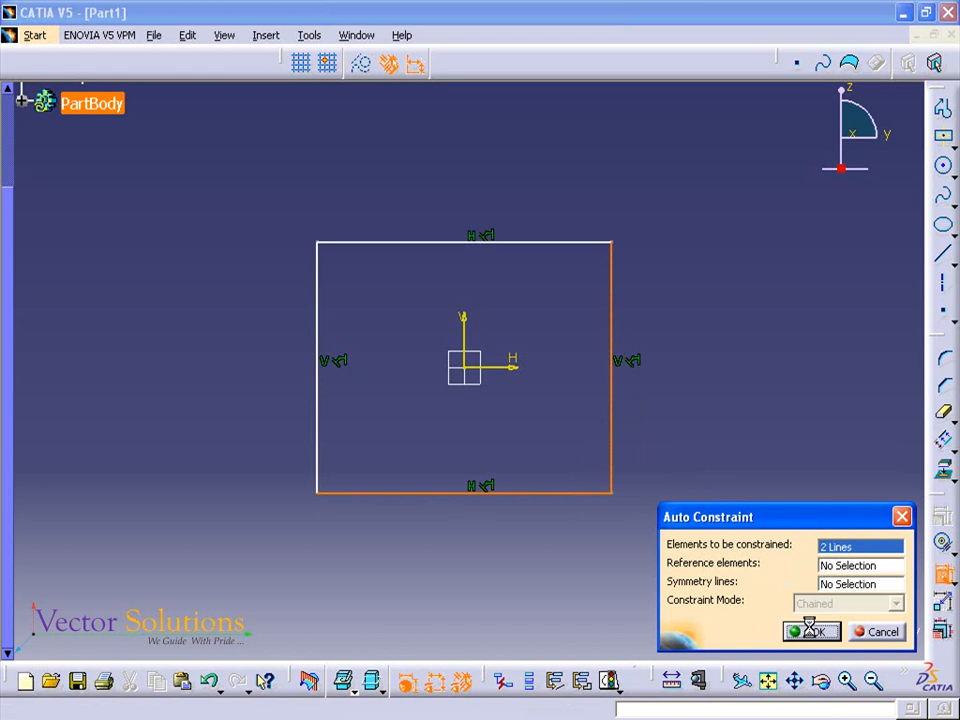 CATIA V5 - [Part1]
Start ENOVIA V5 VPM File Edit View Insert Tools Window Help
PartBody
z
x y
H
V V
V
H
H
Auto Constraint
Elements to be constrained: 2 Lines
Reference elements: No Selection
Symmetry lines: No Selection
Constraint Mode: Chained
OK Cancel
Vector Solutions
We Guide With Pride ...
CATIA